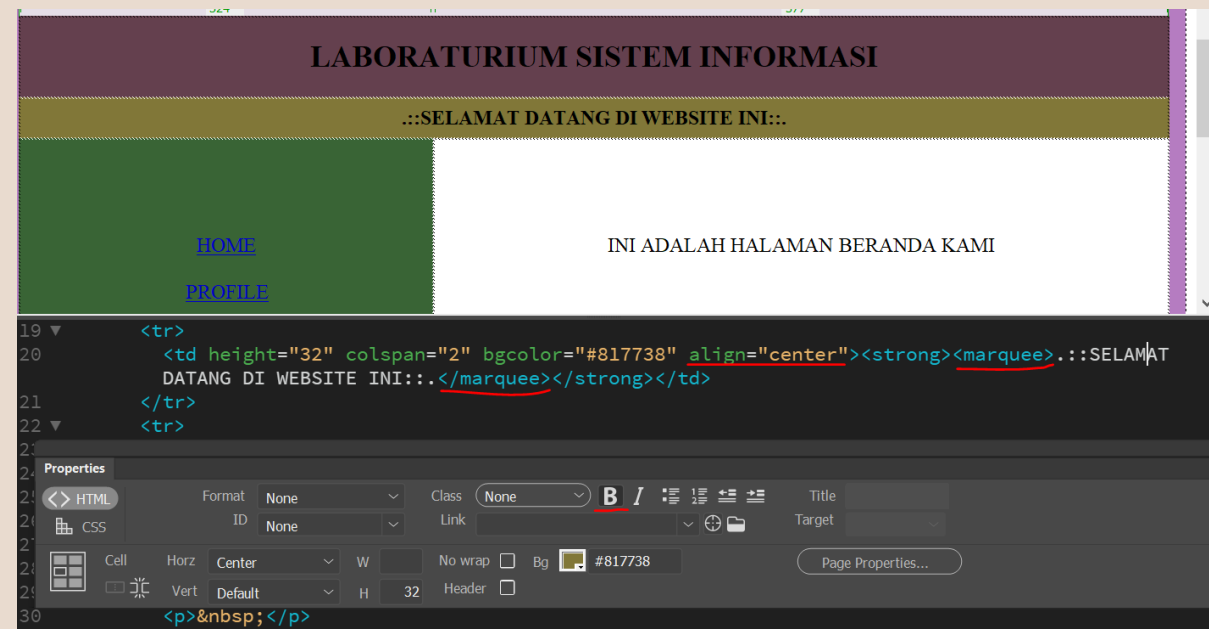 LABORATURIUM SISTEM INFORMASI
.::SELAMAT DATANG DI WEBSITE INI::.
HOME
INI ADALAH HALAMAN BERANDA KAMI
PROFILE
19 ▼ <tr>
20 <td height="32" colspan="2" bgcolor="#817738" align="center"><strong><marquee>.::SELAMAT
DATANG DI WEBSITE INI::.</marquee></strong></td>
21 </tr>
22 ▼ <tr>
Properties
<> HTML Format None Class None B I Title
CSS ID None Link Target
Cell Horz Center W No wrap Bg #817738 Page Properties...
Vert Default H 32 Header
30 <p>&nbsp;</p>